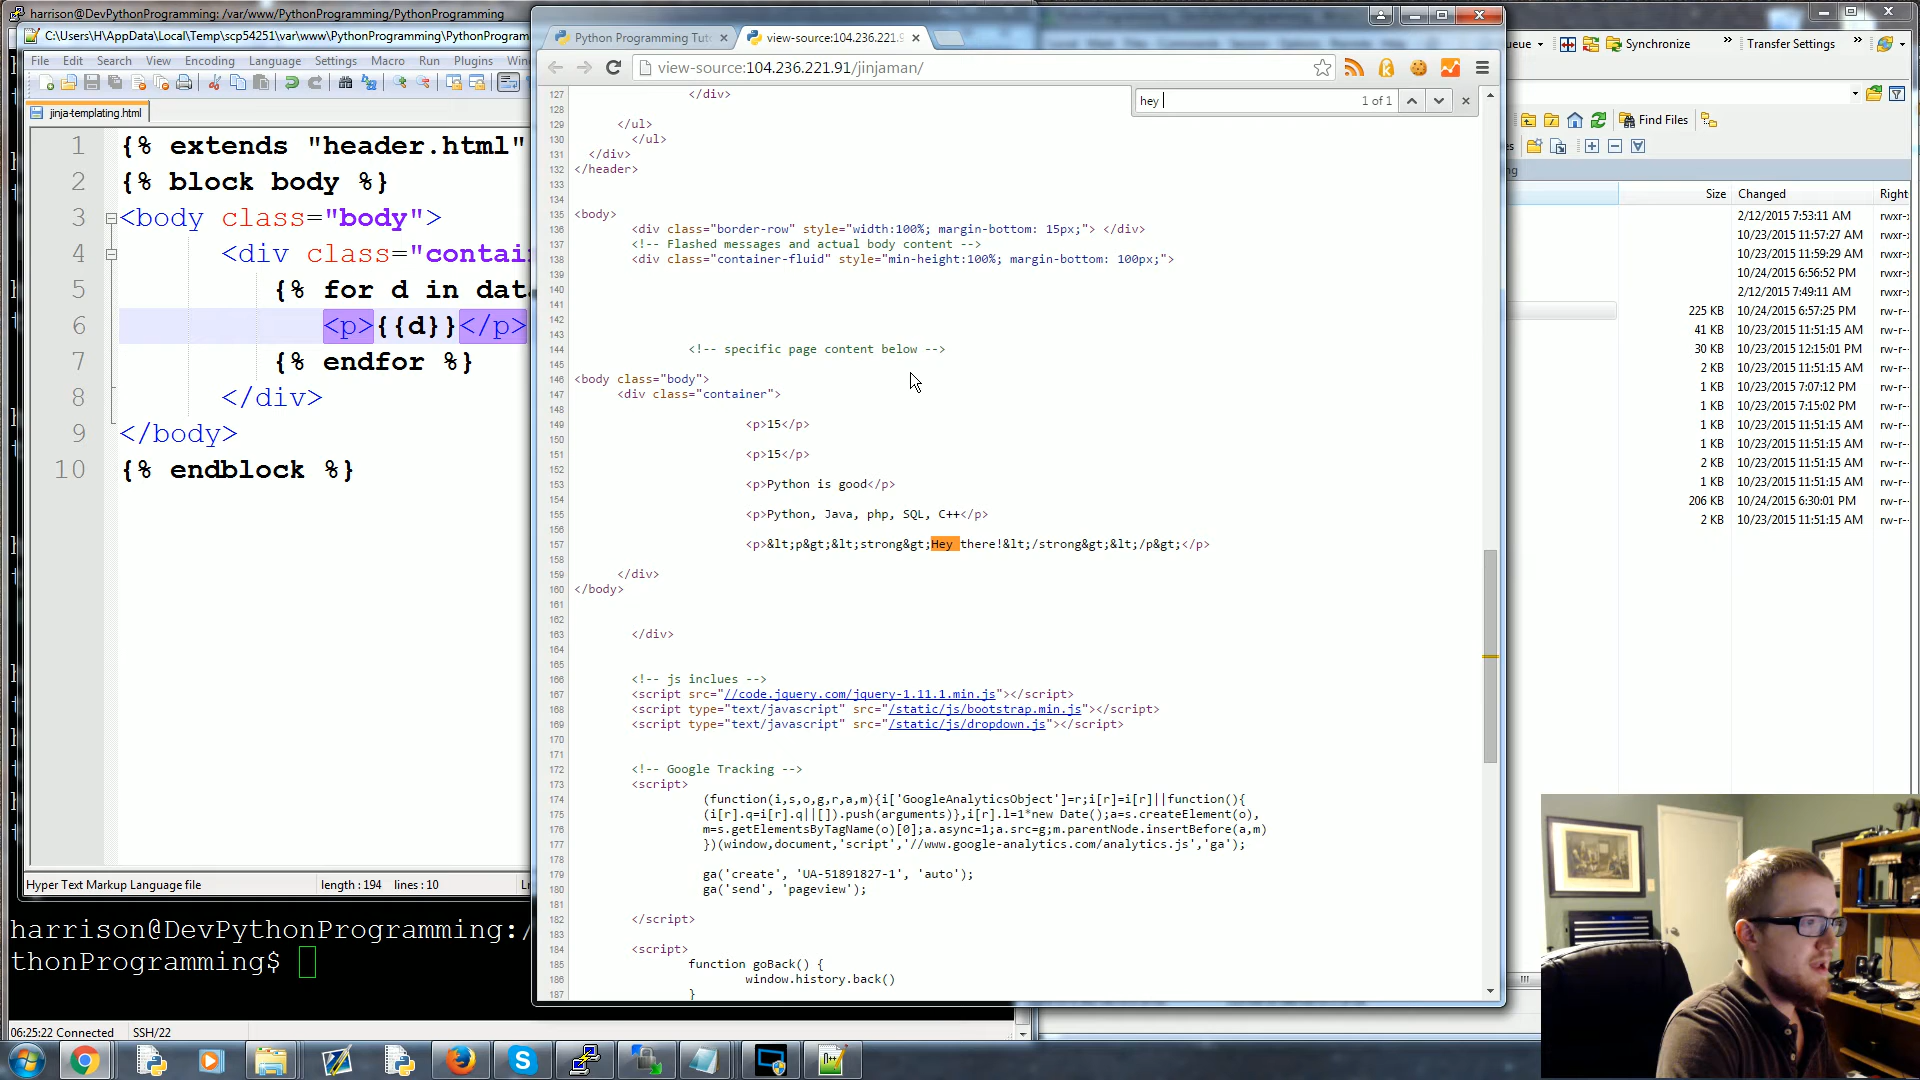 harrison@DevPythonProgramming: /var/www/PythonProgramming/PythonProgramming
C:\Users\H\AppData\Local\Temp\scp54251\var\www\PythonProgramming\PythonProgram
File Edit Search View Encoding Language Settings Macro Run Plugins
jinja-templating.html
1 {% extends "header.html"
2 {% block body %}
3 <body class="body">
4 <div class="contai
5 {% for d in dat
6 <p>{{d}}</p>
7 {% endfor %}
8 </div>
9 </body>
10 {% endblock %}
Hyper Text Markup Language file length : 194 lines : 10
harrison@DevPythonProgramming:/
thonProgramming$
06:25:22 Connected SSH/22
Python Programming Tut
view-source:104.236.221.9
view-source:104.236.221.91/jinjaman/
hey 1 of 1
127 </div>
128
129 </ul>
130 </ul>
131 </div>
132 </header>
133
134
135 <body>
136 <div class="border-row" style="width:100%; margin-bottom: 15px;"> </div>
137 <!-- Flashed messages and actual body content -->
138 <div class="container-fluid" style="min-height:100%; margin-bottom: 100px;">
139
140
141
142
143
144 <!-- specific page content below -->
145
146 <body class="body">
147 <div class="container">
148
149 <p>15</p>
150
151 <p>15</p>
152
153 <p>Python is good</p>
154
155 <p>Python, Java, php, SQL, C++</p>
156
157 <p>&lt;p&gt;&lt;strong&gt;Hey there!&lt;/strong&gt;&lt;/p&gt;</p>
158
159 </div>
160 </body>
161
162
163 </div>
164
165
166 <!-- js inclues -->
167 <script src="//code.jquery.com/jquery-1.11.1.min.js"></script>
168 <script type="text/javascript" src="/static/js/bootstrap.min.js"></script>
169 <script type="text/javascript" src="/static/js/dropdown.js"></script>
170
171
172 <!-- Google Tracking -->
173 <script>
174 (function(i,s,o,g,r,a,m){i['GoogleAnalyticsObject']=r;i[r]=i[r]||function(){
175 (i[r].q=i[r].q||[]).push(arguments)},i[r].l=1*new Date();a=s.createElement(o),
176 m=s.getElementsByTagName(o)[0];a.async=1;a.src=g;m.parentNode.insertBefore(a,m)
177 })(window,document,'script','//www.google-analytics.com/analytics.js','ga');
178
179 ga('create', 'UA-51891827-1', 'auto');
180 ga('send', 'pageview');
181
182 </script>
183
184 <script>
185 function goBack() {
186 window.history.back()
187 }
Synchronize » Transfer Settings »
Find Files
Size Changed Right
2/12/2015 7:53:11 AM rwxr-
10/23/2015 11:57:27 AM rwxr-
10/23/2015 11:59:29 AM rwxr-
10/24/2015 6:56:52 PM rwxr-
2/12/2015 7:49:11 AM rwxr-
225 KB 10/24/2015 6:57:25 PM rw-r-
41 KB 10/23/2015 11:51:15 AM rw-r-
30 KB 10/23/2015 12:15:01 PM rw-r-
2 KB 10/23/2015 11:51:15 AM rw-r-
1 KB 10/23/2015 7:07:12 PM rw-r-
1 KB 10/23/2015 7:15:02 PM rw-r-
1 KB 10/23/2015 11:51:15 AM rw-r-
1 KB 10/23/2015 11:51:15 AM rw-r-
2 KB 10/23/2015 11:51:15 AM rw-r-
1 KB 10/23/2015 11:51:15 AM rw-r-
206 KB 10/24/2015 6:30:01 PM rw-r-
2 KB 10/23/2015 11:51:15 AM rw-r-